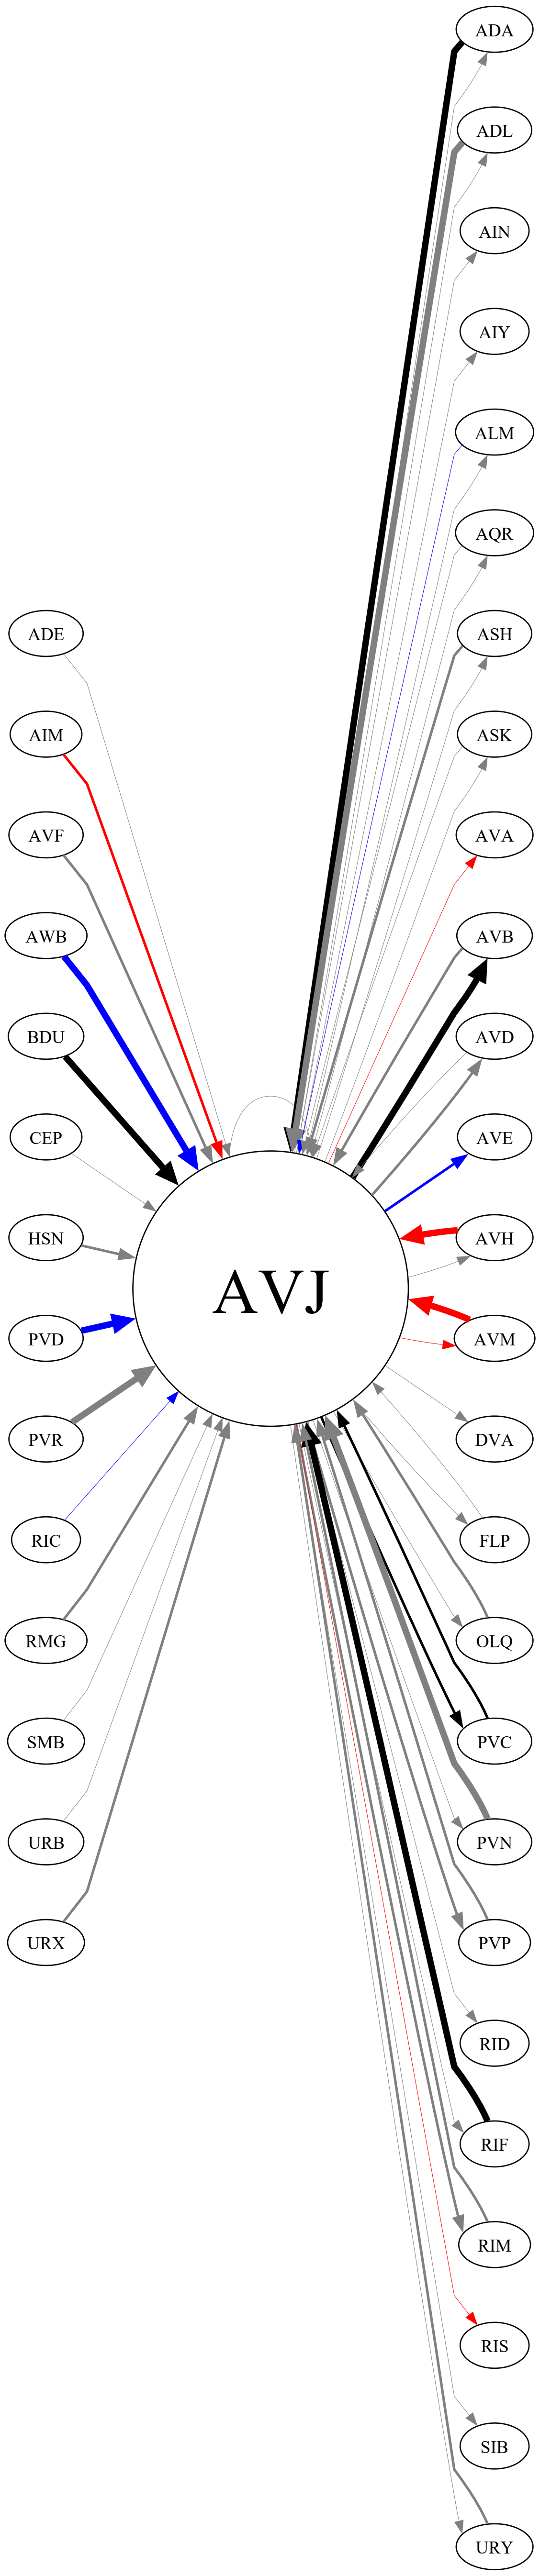 ADA
ADL
AIN
AIY
ALM
AQR
ASH
ADE
ASK
AIM
AVA
AVF
AVB
AWB
AVD
BDU
AVE
CEP
AVH
HSN
AVJ
AVM
PVD
DVA
PVR
FLP
RIC
OLQ
RMG
PVC
SMB
PVN
URB
PVP
URX
RID
RIF
RIM
RIS
SIB
URY